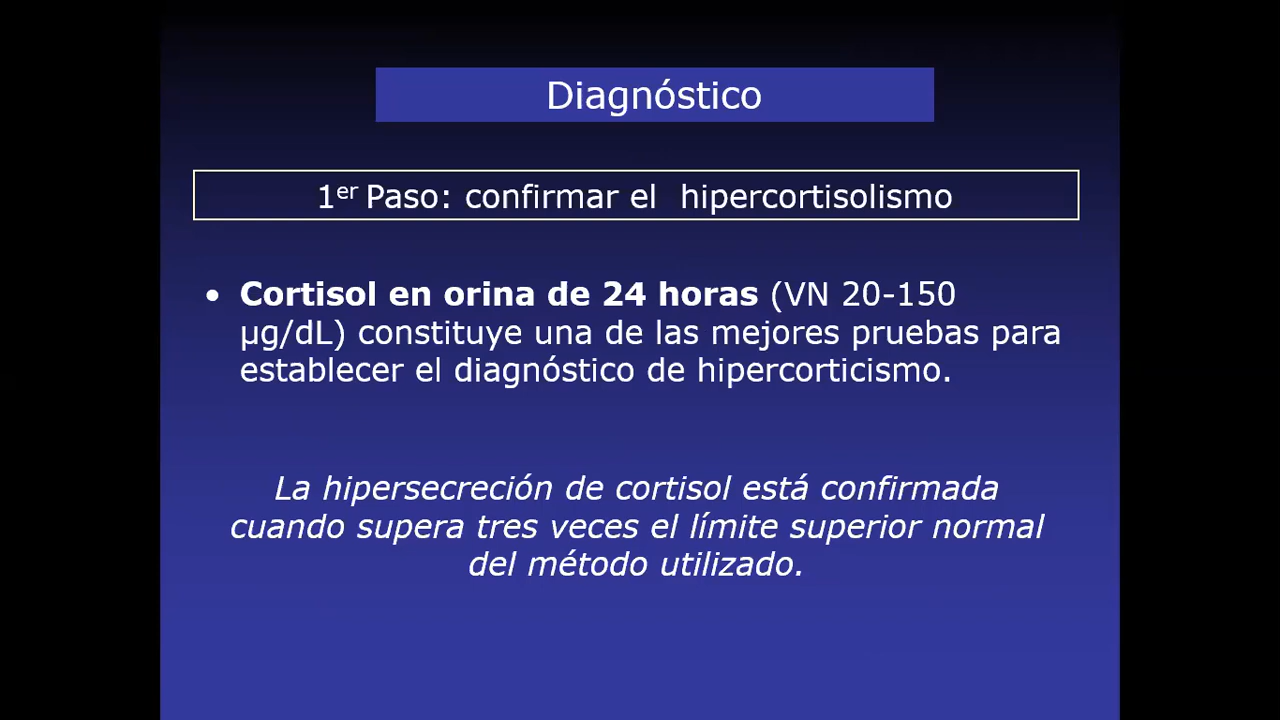 Diagnóstico
1er Paso: confirmar el hipercortisolismo
• Cortisol en orina de 24 horas (VN 20-150
µg/dL) constituye una de las mejores pruebas para
establecer el diagnóstico de hipercorticismo.
La hipersecreción de cortisol está confirmada
cuando supera tres veces el límite superior normal
del método utilizado.